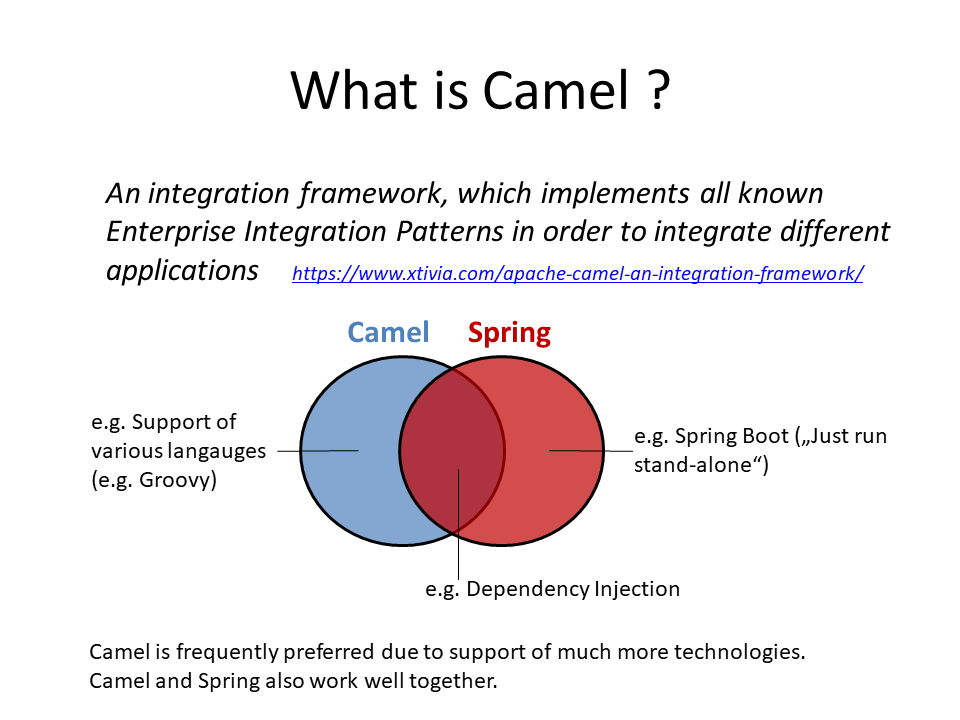 What is Camel ?
An integration framework, which implements all known
Enterprise Integration Patterns in order to integrate different
applications https://www.xtivia.com/apache-camel-an-integration-framework/
Camel Spring
e.g. Support of
various langauges
(e.g. Groovy)
e.g. Spring Boot („Just run
stand-alone“)
e.g. Dependency Injection
Camel is frequently preferred due to support of much more technologies.
Camel and Spring also work well together.